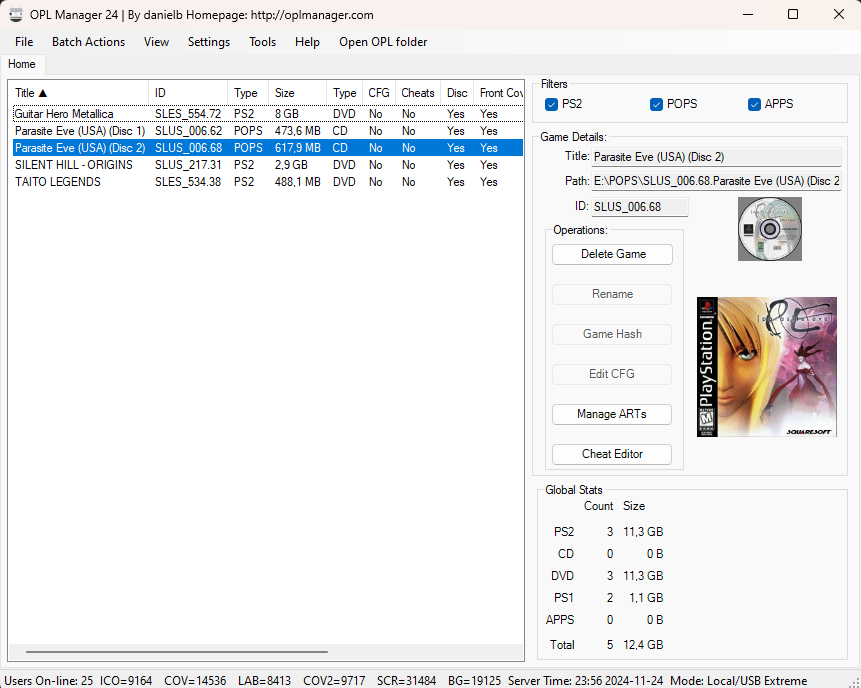 OPL Manager 24 | By danielb Homepage: http://oplmanager.com
File Batch Actions View Settings Tools Help Open OPL folder
Home
Title ▲ ID Type Size Type CFG Cheats Disc Front Cov
Guitar Hero Metallica SLES_554.72 PS2 8 GB DVD No No Yes Yes
Parasite Eve (USA) (Disc 1) SLUS_006.62 POPS 473,6 MB CD No No Yes Yes
Parasite Eve (USA) (Disc 2) SLUS_006.68 POPS 617,9 MB CD No No Yes Yes
SILENT HILL - ORIGINS SLUS_217.31 PS2 2,9 GB DVD No No Yes Yes
TAITO LEGENDS SLES_534.38 PS2 488,1 MB DVD No No Yes Yes
Filters
PS2 POPS APPS
Game Details:
Title: Parasite Eve (USA) (Disc 2)
Path: E:\POPS\SLUS_006.68.Parasite Eve (USA) (Disc 2
ID: SLUS_006.68
Operations:
Delete Game
Rename
Game Hash
Edit CFG
Manage ARTs
Cheat Editor
PlayStation
PE
SQUARESOFT
Global Stats
Count Size
PS2 3 11,3 GB
CD 0 0 B
DVD 3 11,3 GB
PS1 2 1,1 GB
APPS 0 0 B
Total 5 12,4 GB
Users On-line: 25 ICO=9164 COV=14536 LAB=8413 COV2=9717 SCR=31484 BG=19125 Server Time: 23:56 2024-11-24 Mode: Local/USB Extreme